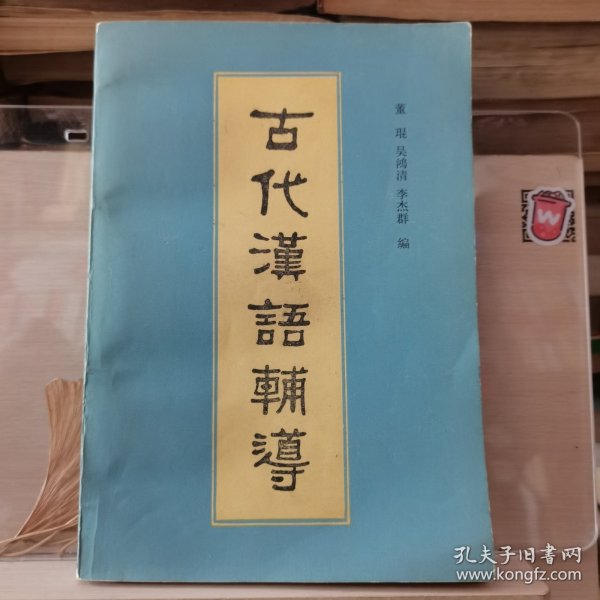 古代漢語輔導
董琨 吴鸿清 李杰群 编
W
孔夫子旧书网
www.kongfz.com